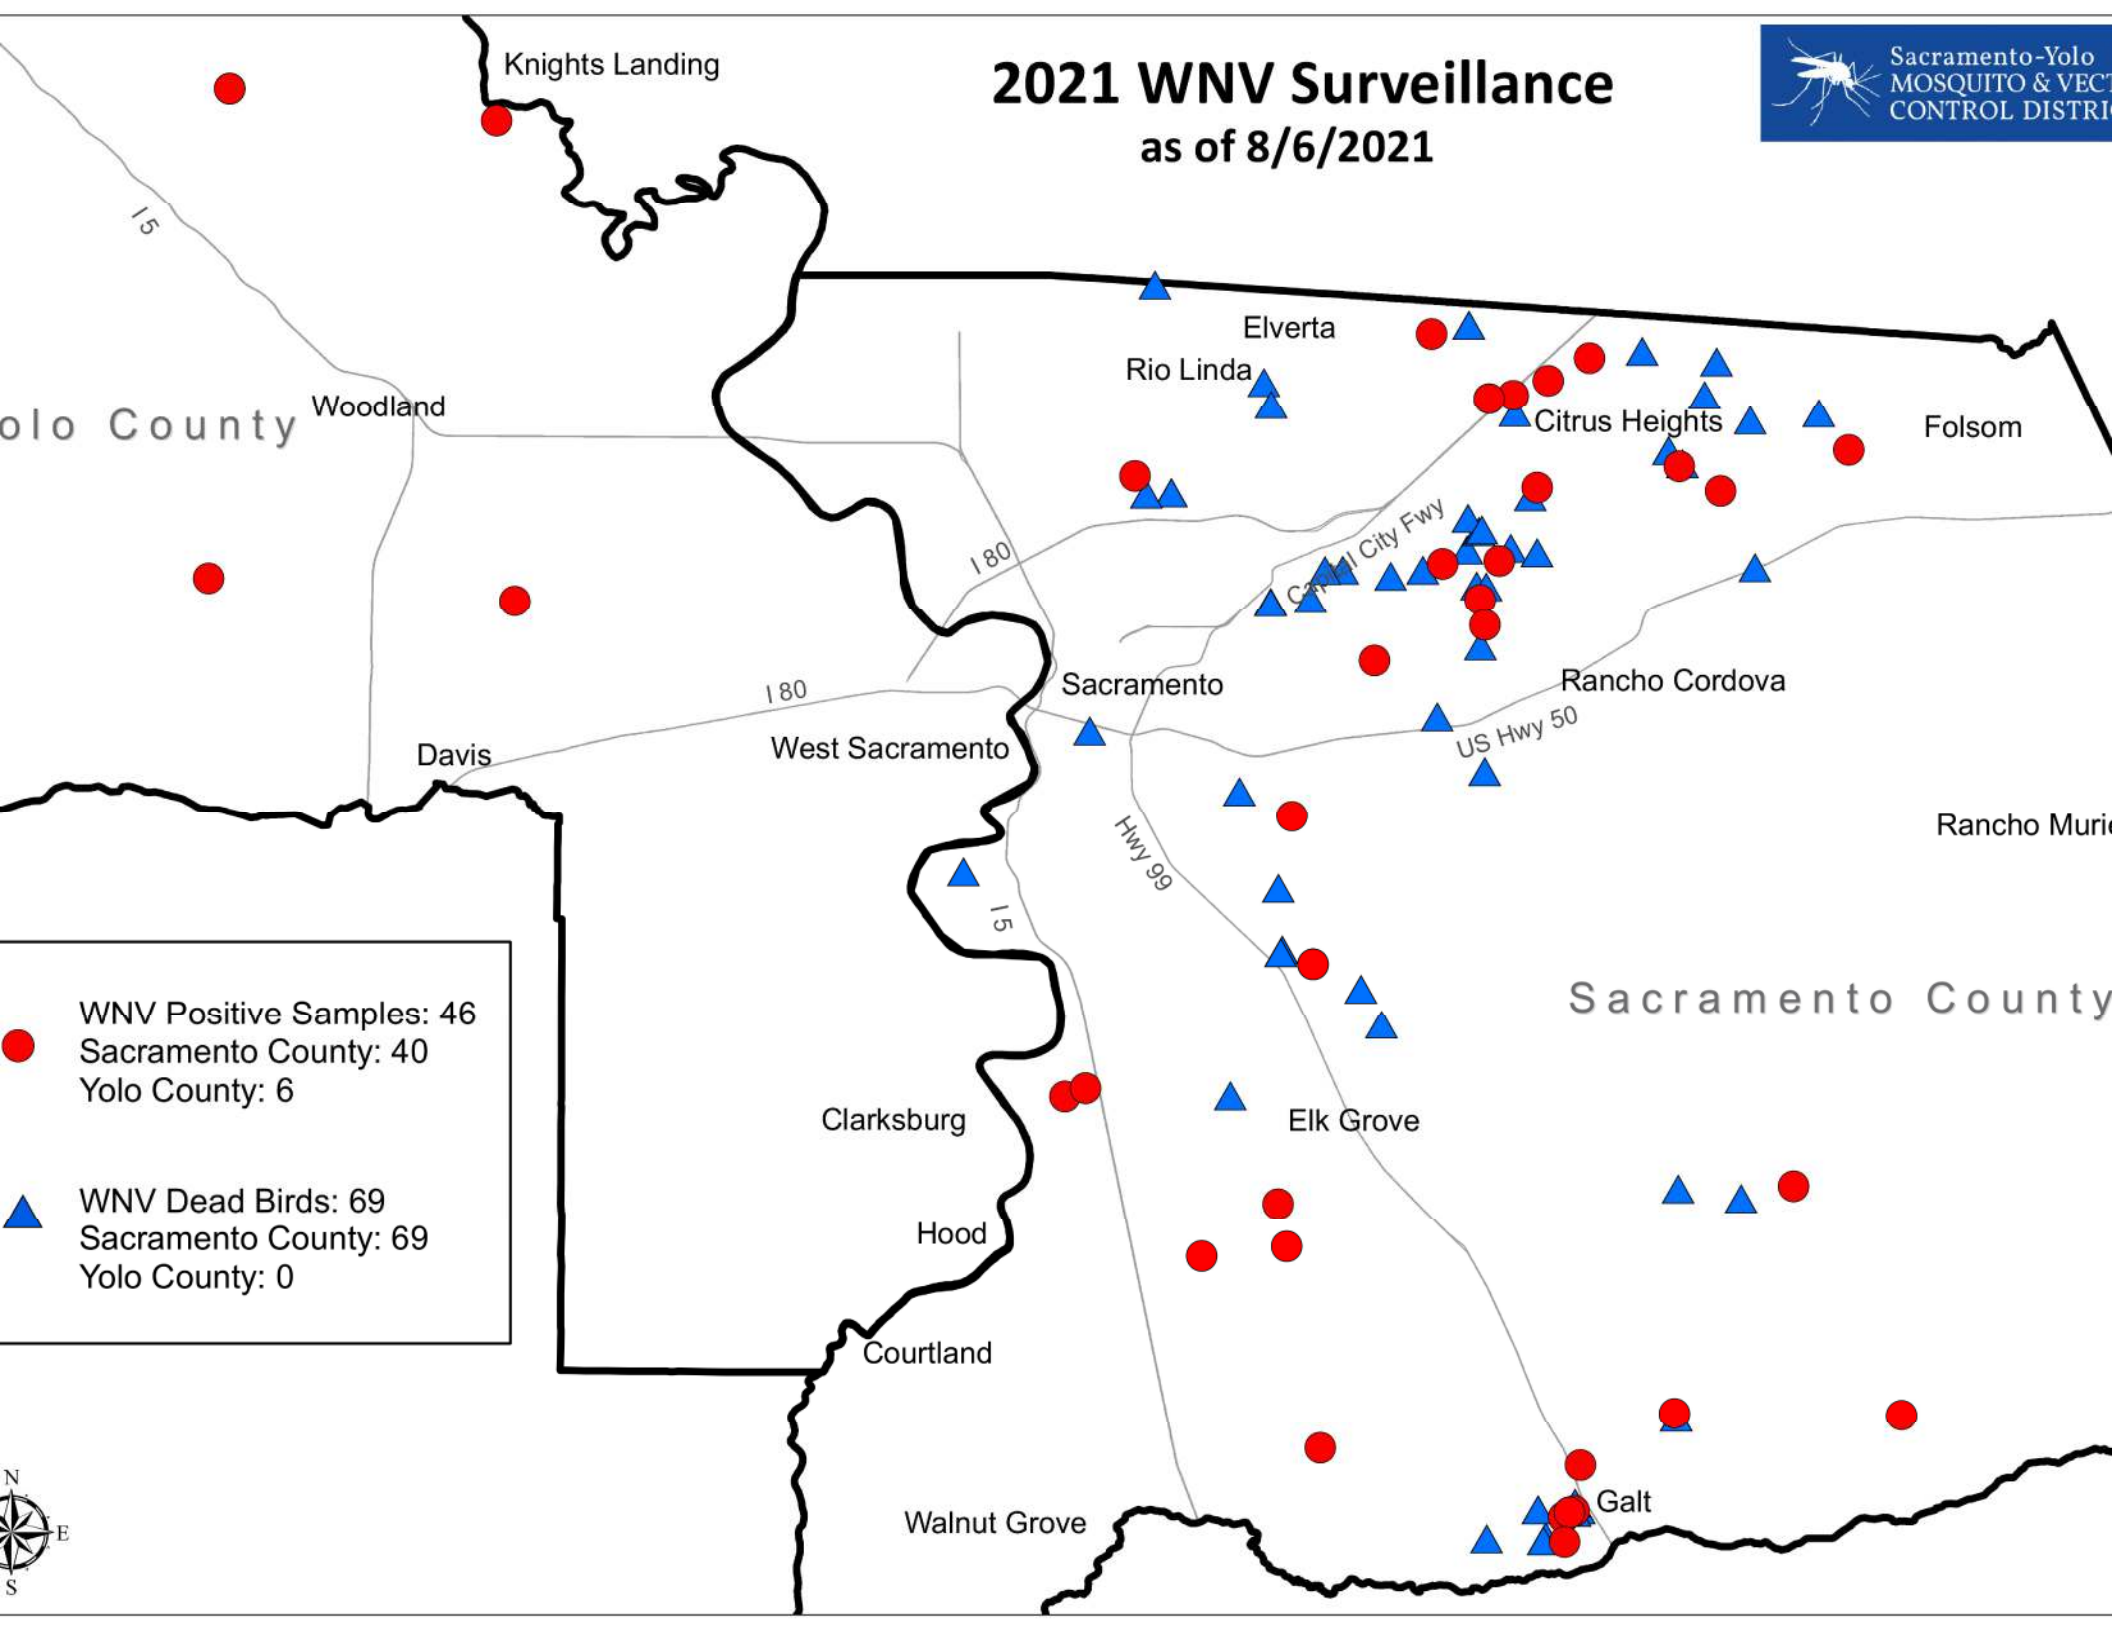 Knights Landing
2021 WNV Surveillance
as of 8/6/2021
Sacramento-Yolo
MOSQUITO & VECT
CONTROL DISTRI
I 5
Elverta
Rio Linda
Woodland
olo County
Citrus Heights
Folsom
Capital City Fwy
I 80
Sacramento
Rancho Cordova
I 80
US Hwy 50
West Sacramento
Davis
Hwy 99
Rancho Murie
I 5
Sacramento County
WNV Positive Samples: 46
Sacramento County: 40
Yolo County: 6
Clarksburg
Elk Grove
WNV Dead Birds: 69
Sacramento County: 69
Yolo County: 0
Hood
Courtland
Walnut Grove
Galt
N
E
S